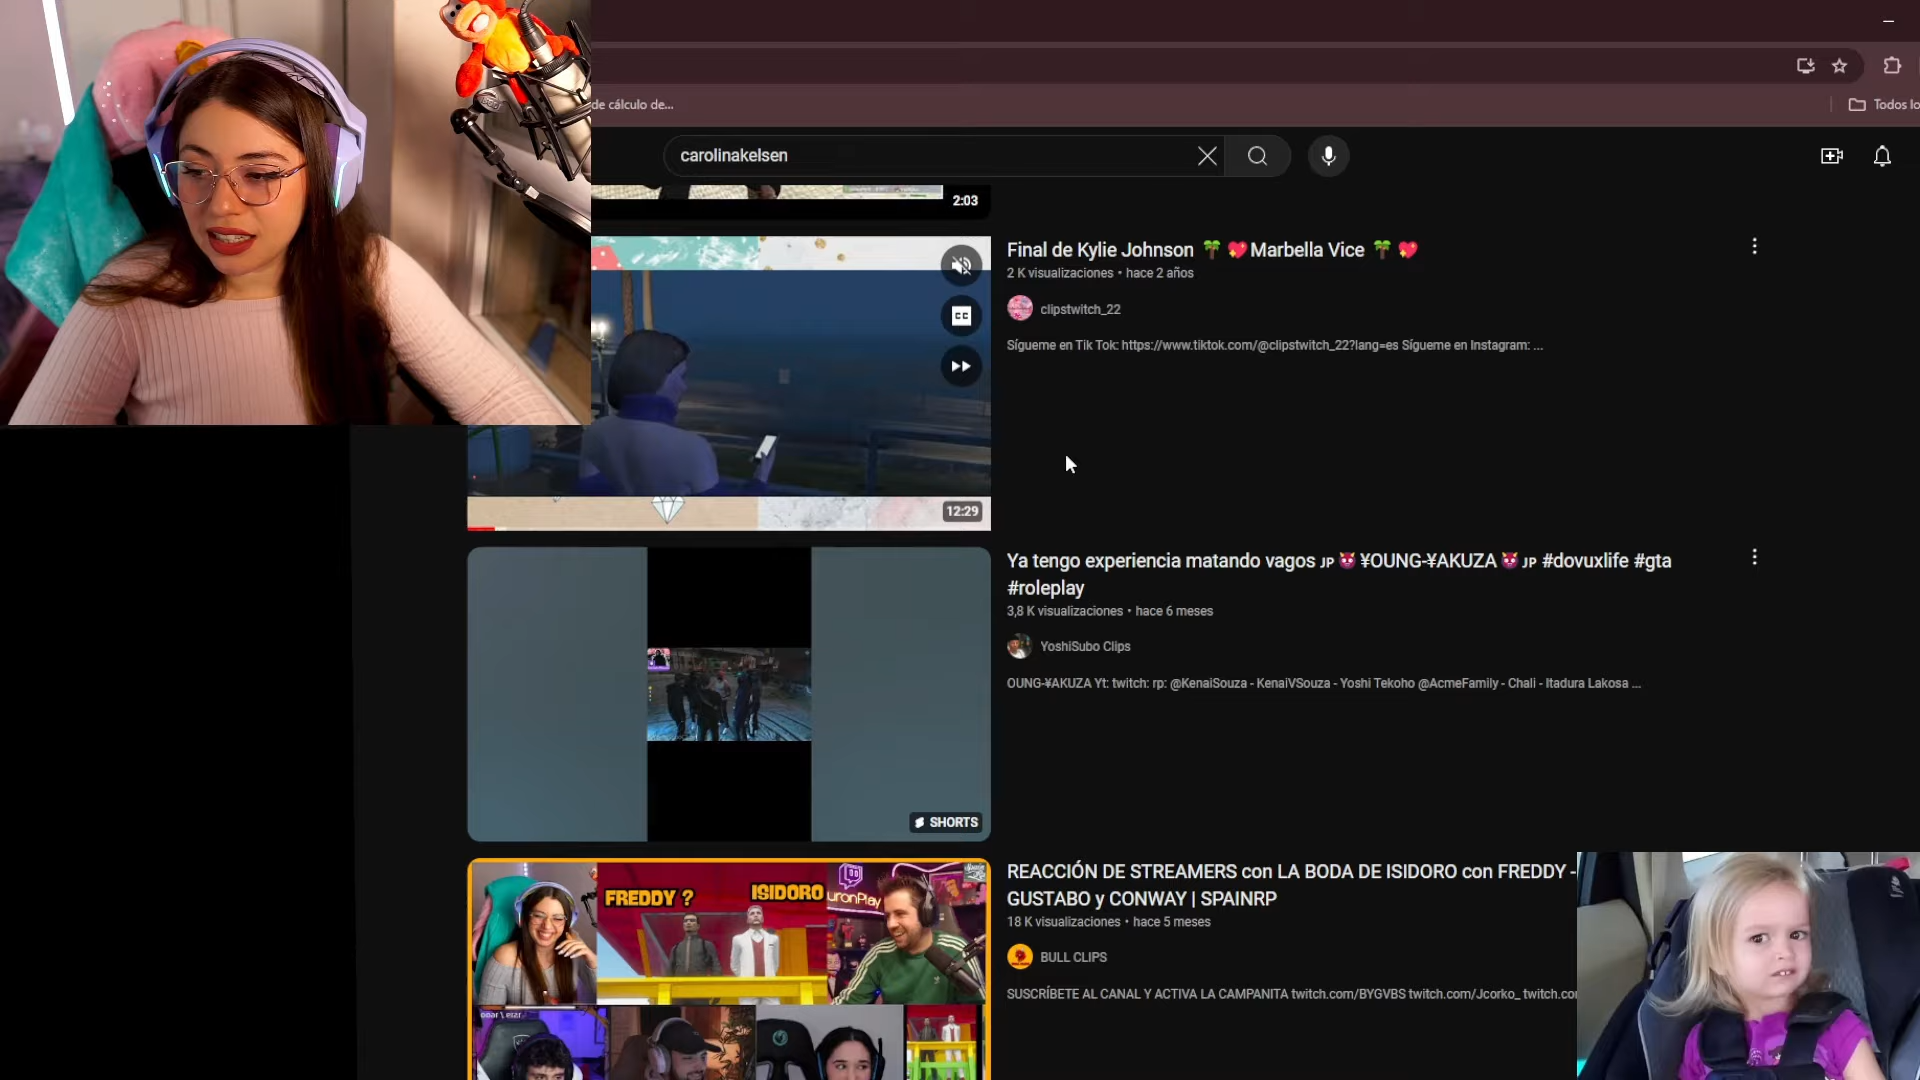 de cálculo de...
Todos lo
carolinakelsen
2:03
Final de Kylie Johnson 🌴💖Marbella Vice 🌴💖
2 K visualizaciones • hace 2 años
clipstwitch_22
Sígueme en Tik Tok: https://www.tiktok.com/@clipstwitch_22?lang=es Sígueme en Instagram: ...
CC
12:29
Ya tengo experiencia matando vagos JP👿¥OUNG-¥AKUZA👿JP #dovuxlife #gta
#roleplay
3,8 K visualizaciones • hace 6 meses
YoshiSubo Clips
OUNG-¥AKUZA Yt: twitch: rp: @KenaiSouza - KenaiVSouza - Yoshi Tekoho @AcmeFamily - Chali - Itadura Lakosa ...
SHORTS
FREDDY ?
ISIDORO
uronPlay
REACCIÓN DE STREAMERS con LA BODA DE ISIDORO con FREDDY -
GUSTABO y CONWAY | SPAINRP
18 K visualizaciones • hace 5 meses
BULL CLIPS
SUSCRÍBETE AL CANAL Y ACTIVA LA CAMPANITA twitch.com/BYGVBS twitch.com/Jcorko_ twitch.con